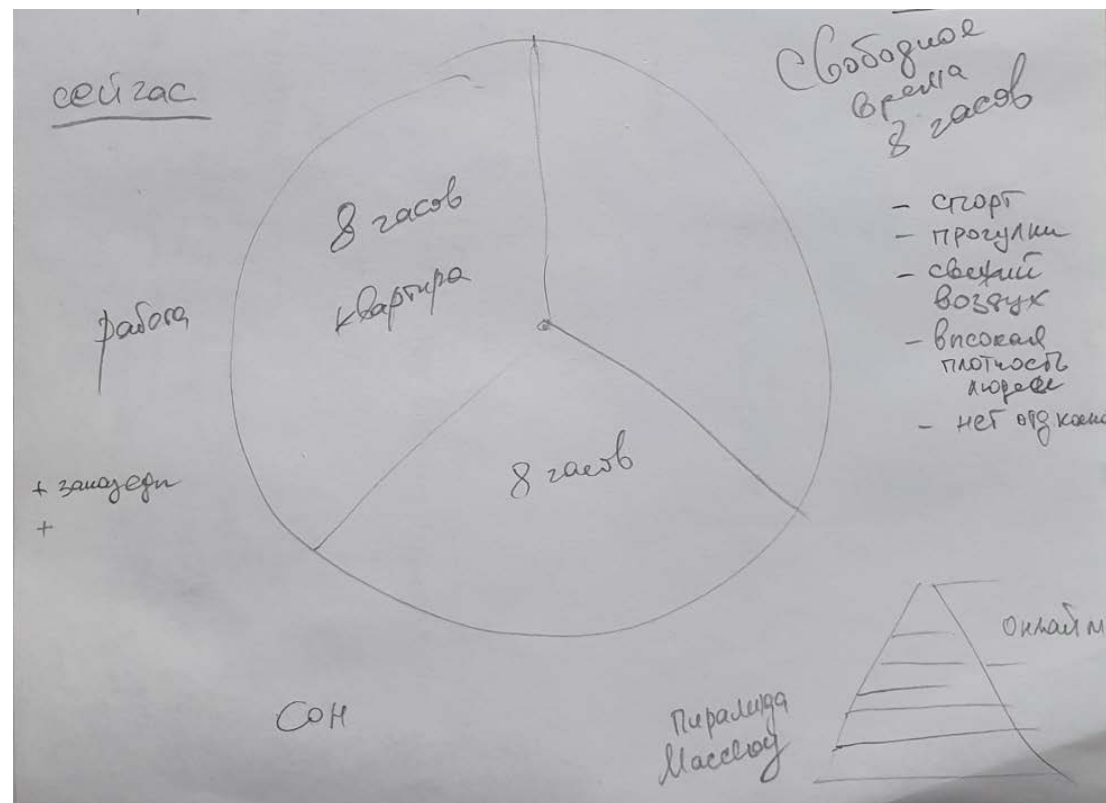 сейчас
Свободное
время
8 часов
8 часов
квартира
работа
- спорт
- прогулки
- свежий
воздух
- высокая
плотность
людей
- нет
8 часов
+
+
Онлайн
Сон
Пирамида
Массloу